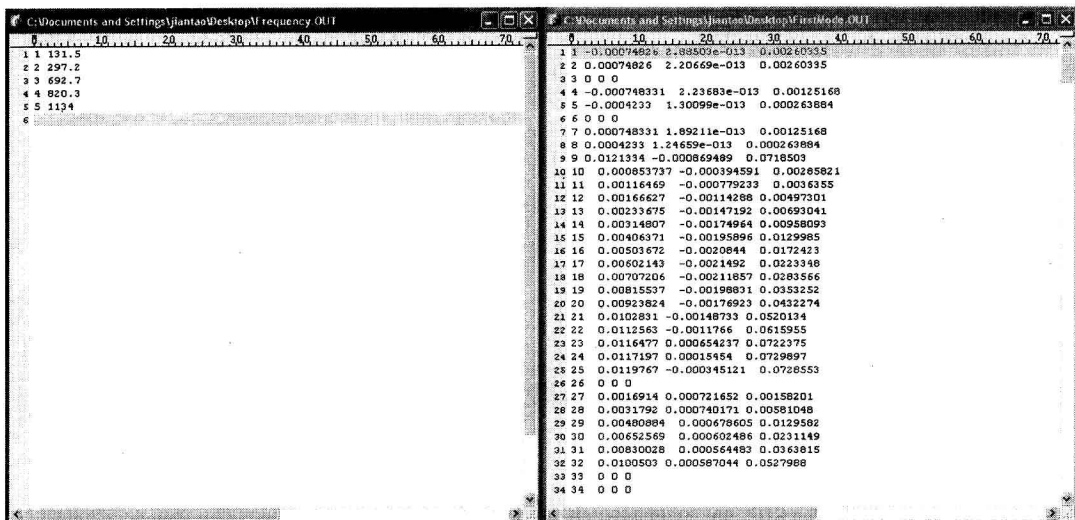 C:\Documents and Settings\jiantao\Desktop\Frequency.OUT
0 10 20 30 40 50 60 70
1 1 131.5
2 2 297.2
3 3 692.7
4 4 820.3
5 5 1134
6
C:\Documents and Settings\jiantao\Desktop\FirstMode.OUT
0 10 20 30 40 50 60 70
1 1 -0.00074826 2.88503e-013 0.00260335
2 2 0.00074826 2.20669e-013 0.00260335
3 3 0 0 0
4 4 -0.000748331 2.23683e-013 0.00125168
5 5 -0.0004233 1.30099e-013 0.000263884
6 6 0 0 0
7 7 0.000748331 1.89211e-013 0.00125168
8 8 0.0004233 1.24659e-013 0.000263884
9 9 0.0121334 -0.000869489 0.0718503
10 10 0.000853737 -0.000394591 0.00285821
11 11 0.00116469 -0.000779233 0.0036355
12 12 0.00166627 -0.00114288 0.00497301
13 13 0.00233675 -0.00147192 0.00693041
14 14 0.00314807 -0.00174964 0.00958093
15 15 0.00406371 -0.00195896 0.0129985
16 16 0.00503672 -0.0020844 0.0172423
17 17 0.00602143 -0.0021492 0.0223348
18 18 0.00707206 -0.00211857 0.0283566
19 19 0.00815537 -0.00198831 0.0353252
20 20 0.00923824 -0.00176923 0.0432274
21 21 0.0102831 -0.00148733 0.0520134
22 22 0.0112563 -0.0011766 0.0615955
23 23 0.0116477 0.000654237 0.0722375
24 24 0.0117197 0.00015454 0.0729897
25 25 0.0119767 -0.000345121 0.0728553
26 26 0 0 0
27 27 0.0016914 0.000721652 0.00158201
28 28 0.0031792 0.000740171 0.00581048
29 29 0.00480884 0.000678605 0.0129582
30 30 0.00652569 0.000602486 0.0231149
31 31 0.00830028 0.000564483 0.0363815
32 32 0.0100503 0.000587044 0.0527988
33 33 0 0 0
34 34 0 0 0